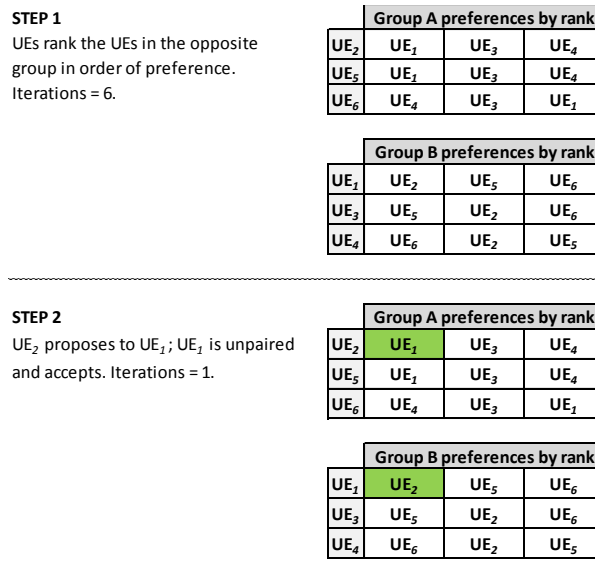 STEP 1
UEs rank the UEs in the opposite
group in order of preference.
Iterations = 6.
Group A preferences by rank
UE2 UE1 UE3 UE4
UE5 UE1 UE3 UE4
UE6 UE4 UE3 UE1
Group B preferences by rank
UE1 UE2 UE5 UE6
UE3 UE5 UE2 UE6
UE4 UE6 UE2 UE5
STEP 2
UE2 proposes to UE1; UE1 is unpaired
and accepts. Iterations = 1.
Group A preferences by rank
UE2 UE1 UE3 UE4
UE5 UE1 UE3 UE4
UE6 UE4 UE3 UE1
Group B preferences by rank
UE1 UE2 UE5 UE6
UE3 UE5 UE2 UE6
UE4 UE6 UE2 UE5